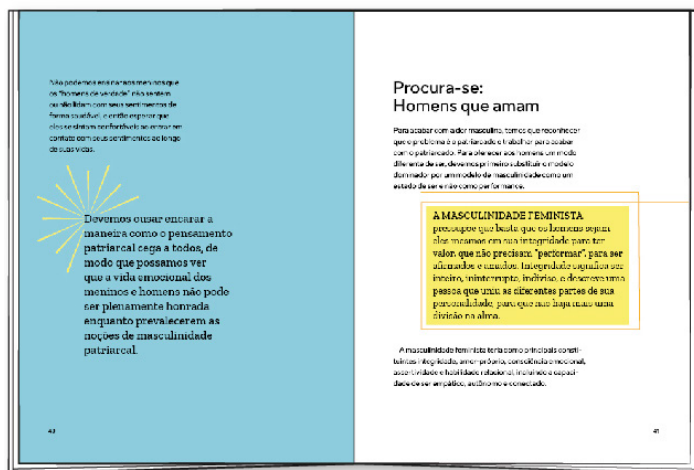 Não podemos ensinar aos meninos que
os "homens de verdade" não sentem
ou não lidam com seus sentimentos de
forma saudável, e então esperar que
eles se sintam confortáveis ao entrar em
contato com seus sentimentos ao longo
de suas vidas.
Devemos ousar encarar a
maneira como o pensamento
patriarcal cega a todos, de
modo que possamos ver
que a vida emocional dos
meninos e homens não pode
ser plenamente honrada
enquanto prevalecerem as
noções de masculinidade
patriarcal.
Procura-se:
Homens que amam
Para acabar com a dor masculina, temos que reconhecer
que o problema é o patriarcado e trabalhar para acabar
com o patriarcado. Para oferecer aos homens um modo
diferente de ser, devemos primeiro substituir o modelo
dominador por um modelo de masculinidade como um
estado de ser e não como performance.
A MASCULINIDADE FEMINISTA
pressupõe que basta que os homens sejam
eles mesmos em sua integridade para ter
valor, que não precisam "performar", para ser
afirmados e amados. Integridade significa ser
inteiro, ininterrupto, indiviso, e descreve uma
pessoa que uniu as diferentes partes de sua
personalidade, para que não haja mais uma
divisão na alma.
A masculinidade feminista teria como principais consti-
tuintes integridade, amor-próprio, consciência emocional,
assertividade e habilidade relacional, incluindo a capaci-
dade de ser empático, autônomo e conectado.